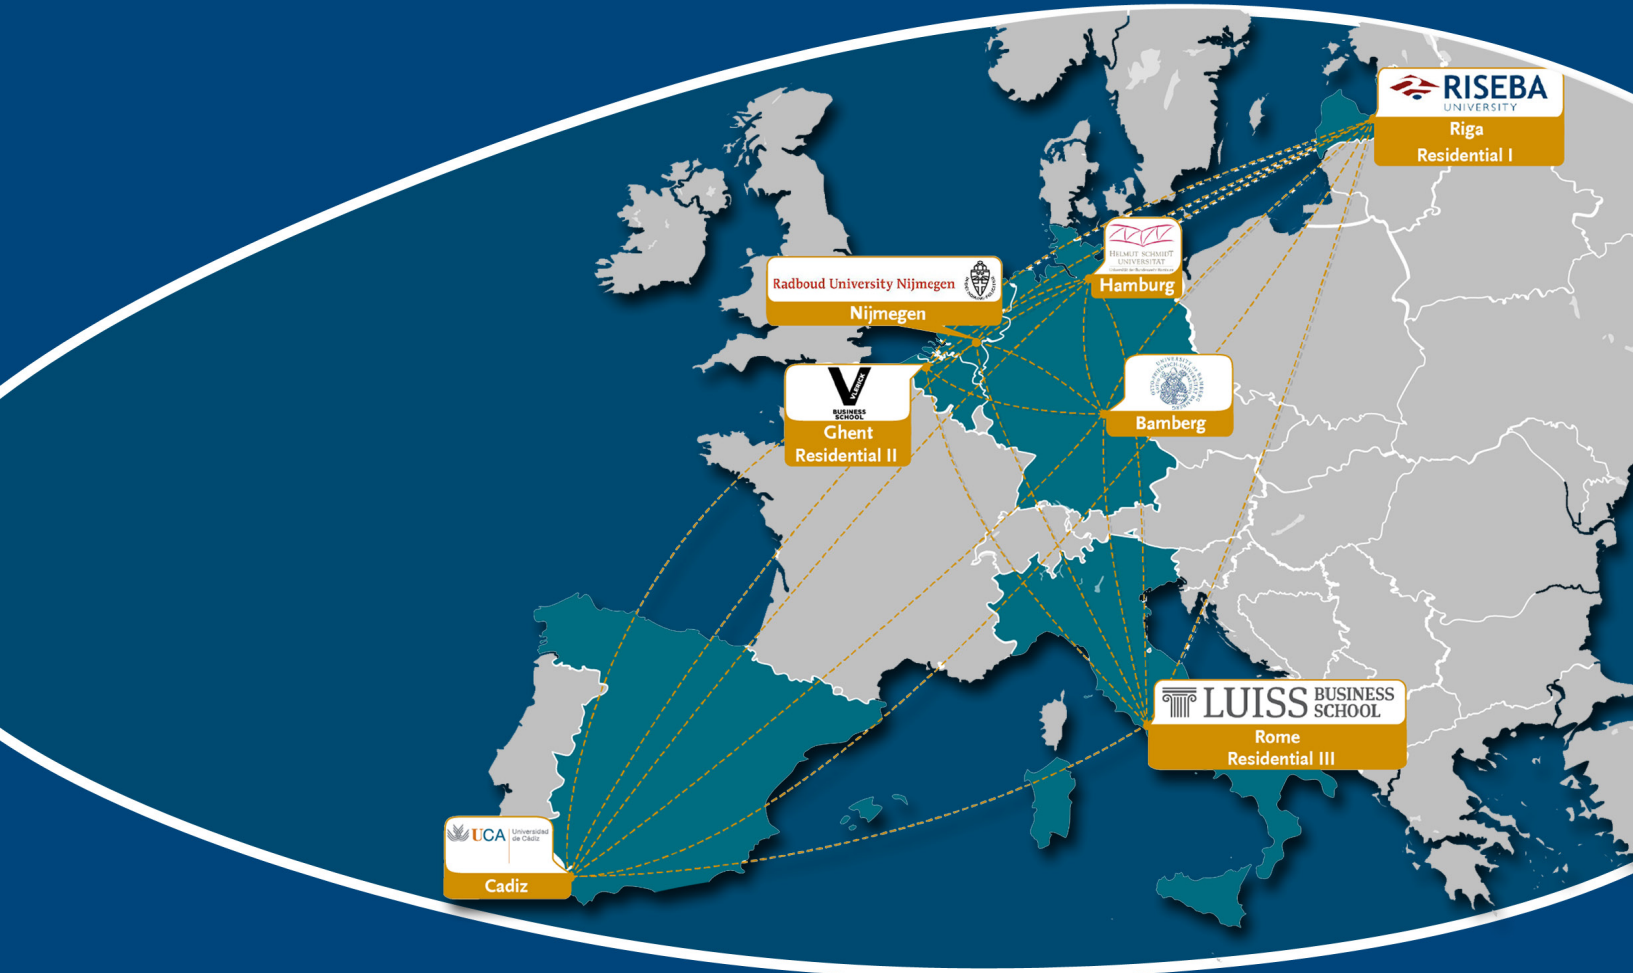 RISEBA
UNIVERSITY
Riga
Residential I
HELMUT SCHMIDT
UNIVERSITÄT
Hamburg
Radboud University Nijmegen
Nijmegen
VLERICK
BUSINESS
SCHOOL
Ghent
Residential II
Bamberg
LUISS BUSINESS
SCHOOL
Rome
Residential III
UCA Universidad
de Cádiz
Cadiz